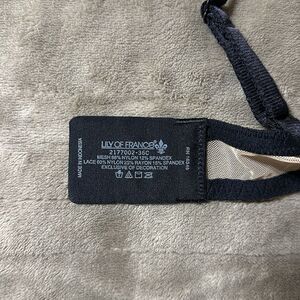 LILY OF FRANCE
2177002-36C
MESH 88% NYLON 12% SPANDEX
LACE 60% NYLON 25% RAYON 15% SPANDEX
EXCLUSIVE OF DECORATION
MADE IN INDONESIA